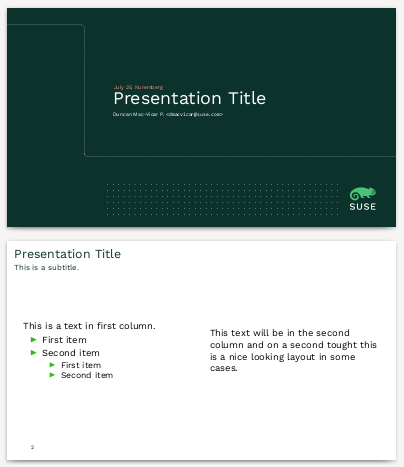 July 25, Nuremberg
Presentation Title
Duncan Mac-Vicar P. <dmacvicar@suse.com>
SUSE
Presentation Title
This is a subtitle.
This is a text in first column.
First item
Second item
First item
Second item
This text will be in the second
column and on a second tought this
is a nice looking layout in some
cases.
2